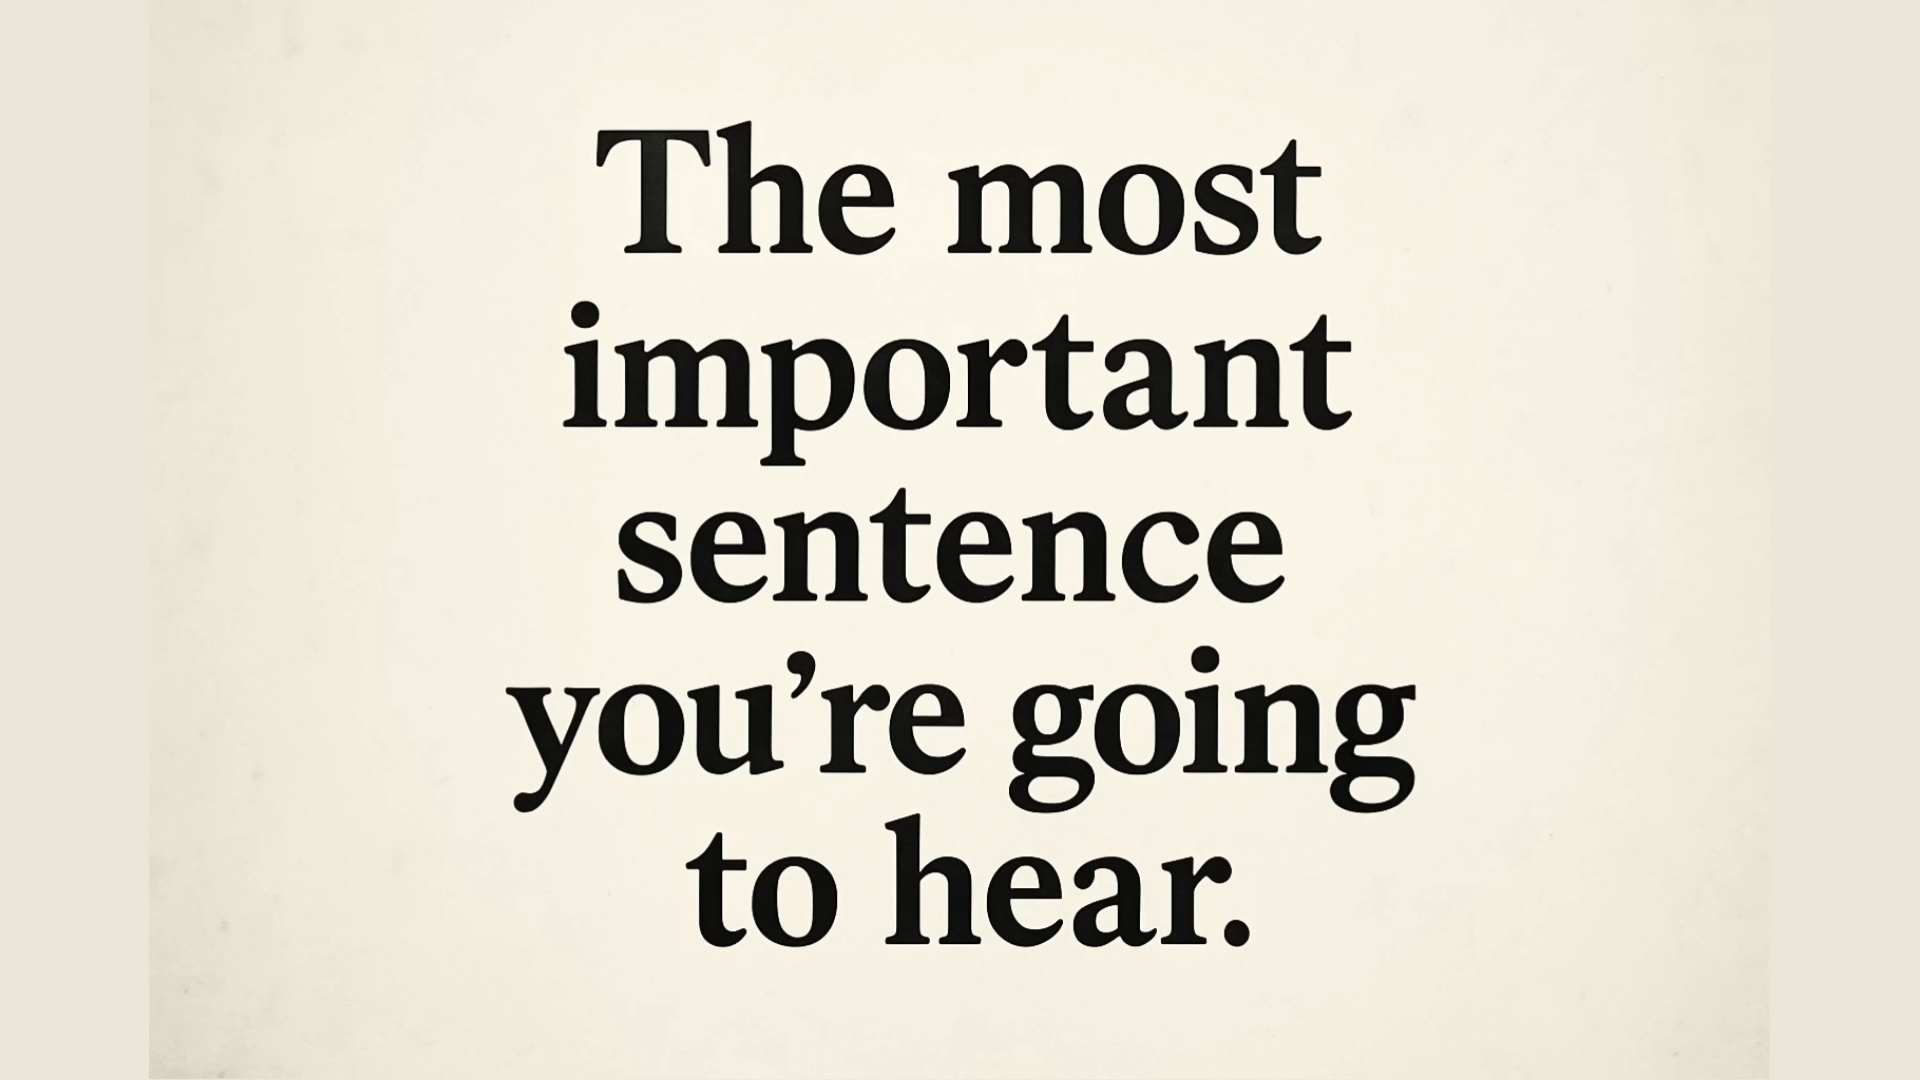 The most
important
sentence
you’re going
to hear.